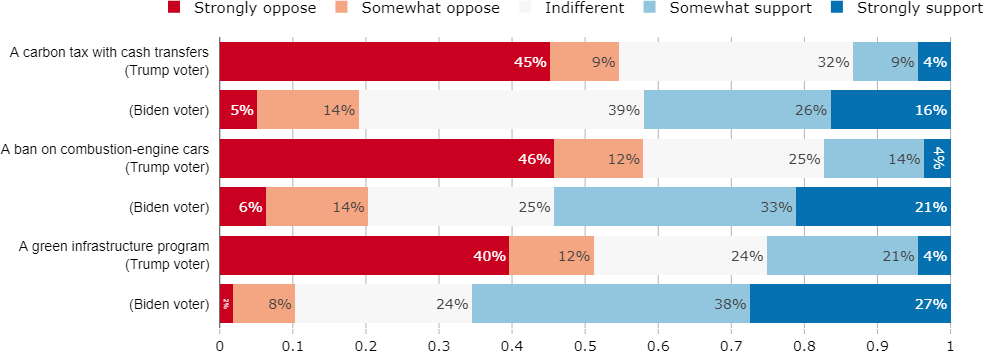 Strongly oppose Somewhat oppose Indifferent Somewhat support Strongly support
A carbon tax with cash transfers
(Trump voter)
45% 9% 32% 9% 4%
(Biden voter) 5% 14% 39% 26% 16%
A ban on combustion-engine cars
(Trump voter)
46% 12% 25% 14% 4%
(Biden voter) 6% 14% 25% 33% 21%
A green infrastructure program
(Trump voter)
40% 12% 24% 21% 4%
(Biden voter) 2% 8% 24% 38% 27%
0 0.1 0.2 0.3 0.4 0.5 0.6 0.7 0.8 0.9 1